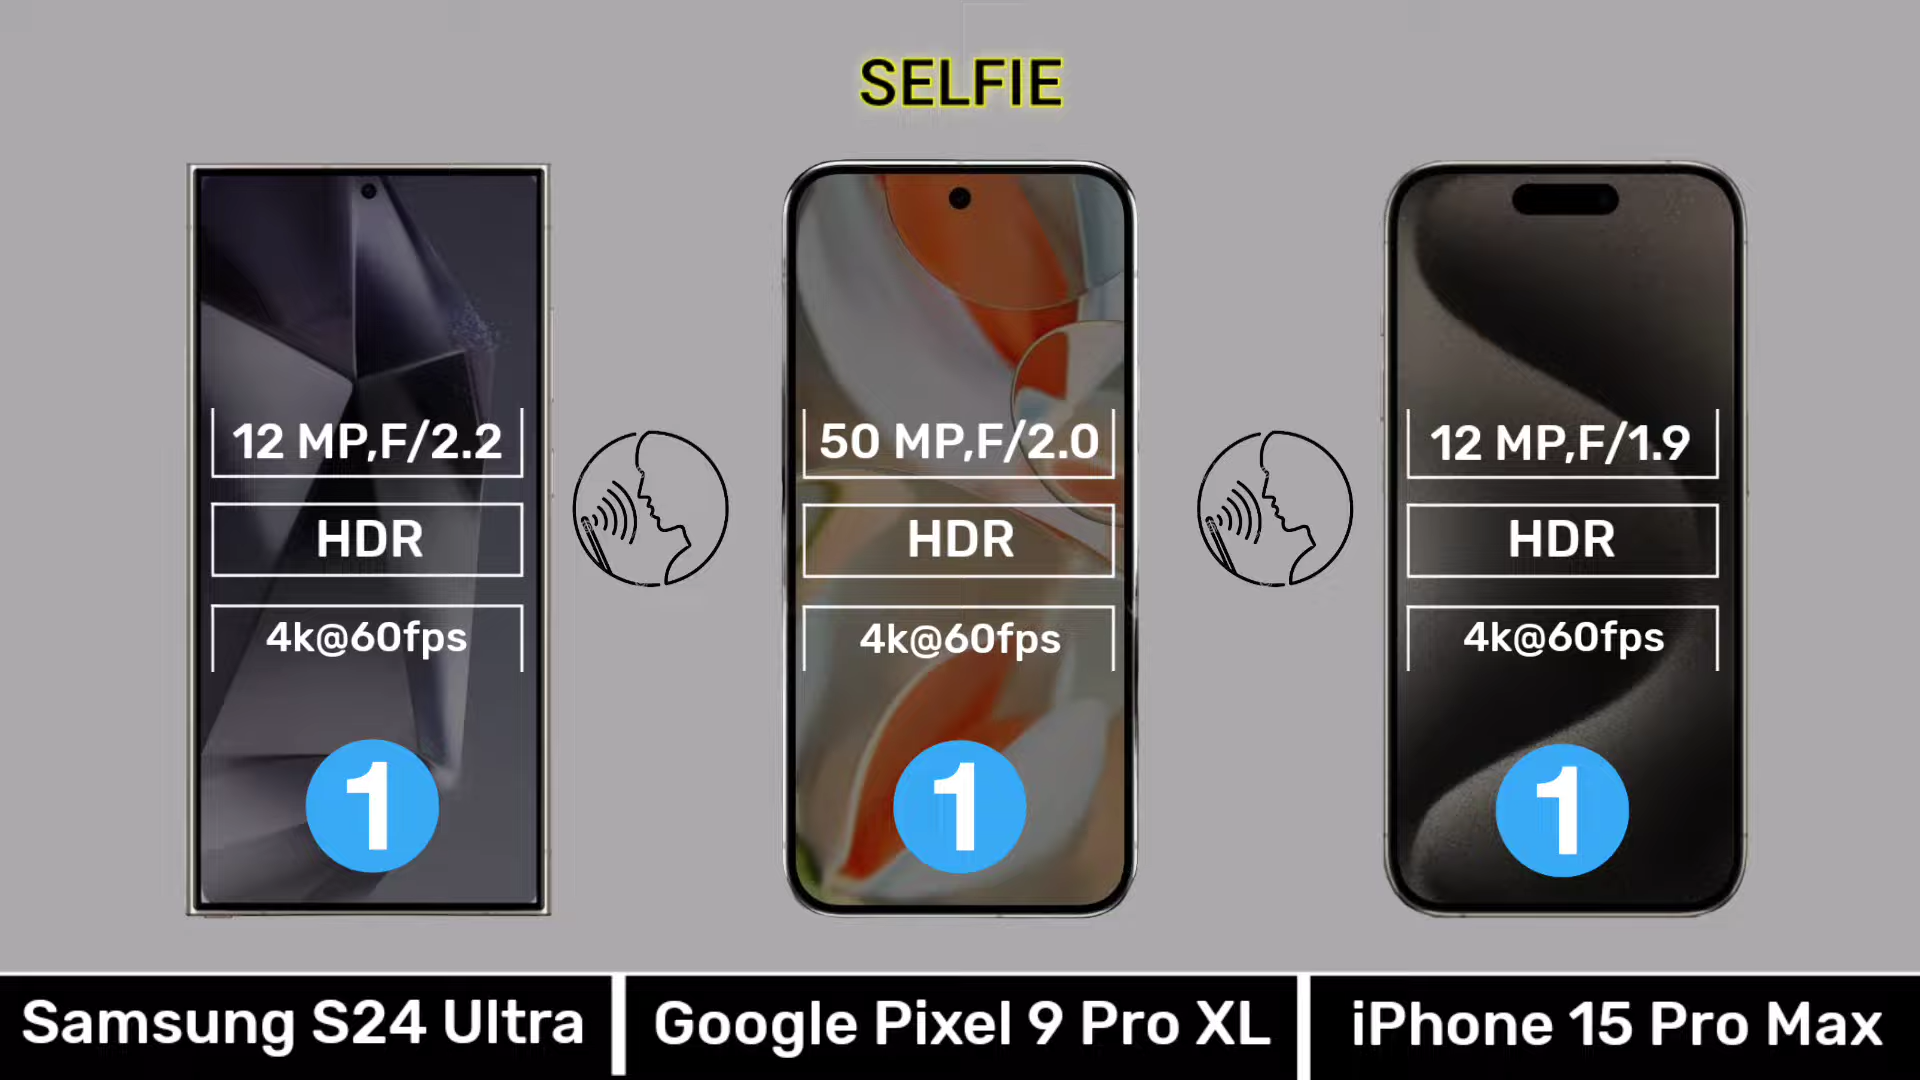 SELFIE
12 MP,F/2.2
HDR
4k@60fps
1
50 MP,F/2.0
HDR
4k@60fps
1
12 MP,F/1.9
HDR
4k@60fps
1
Samsung S24 Ultra
Google Pixel 9 Pro XL
iPhone 15 Pro Max